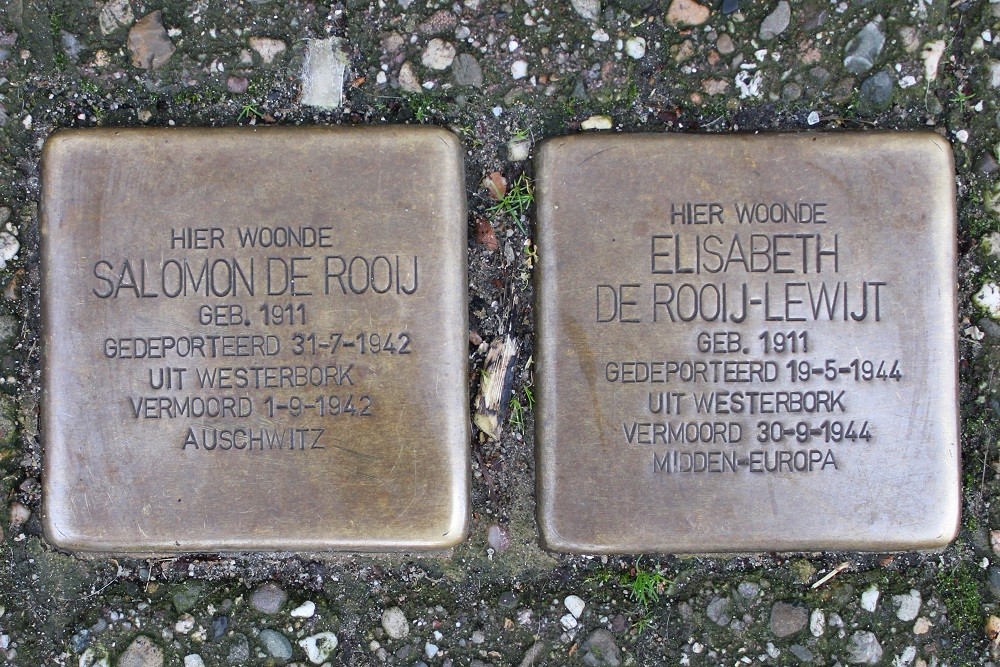 HIER WOONDE
SALOMON DE ROOIJ
GEB. 1911
GEDEPORTEERD 31-7-1942
UIT WESTERBORK
VERMOORD 1-9-1942
AUSCHWITZ
HIER WOONDE
ELISABETH
DE ROOIJ-LEWIJT
GEB. 1911
GEDEPORTEERD 19-5-1944
UIT WESTERBORK
VERMOORD 30-9-1944
MIDDEN-EUROPA